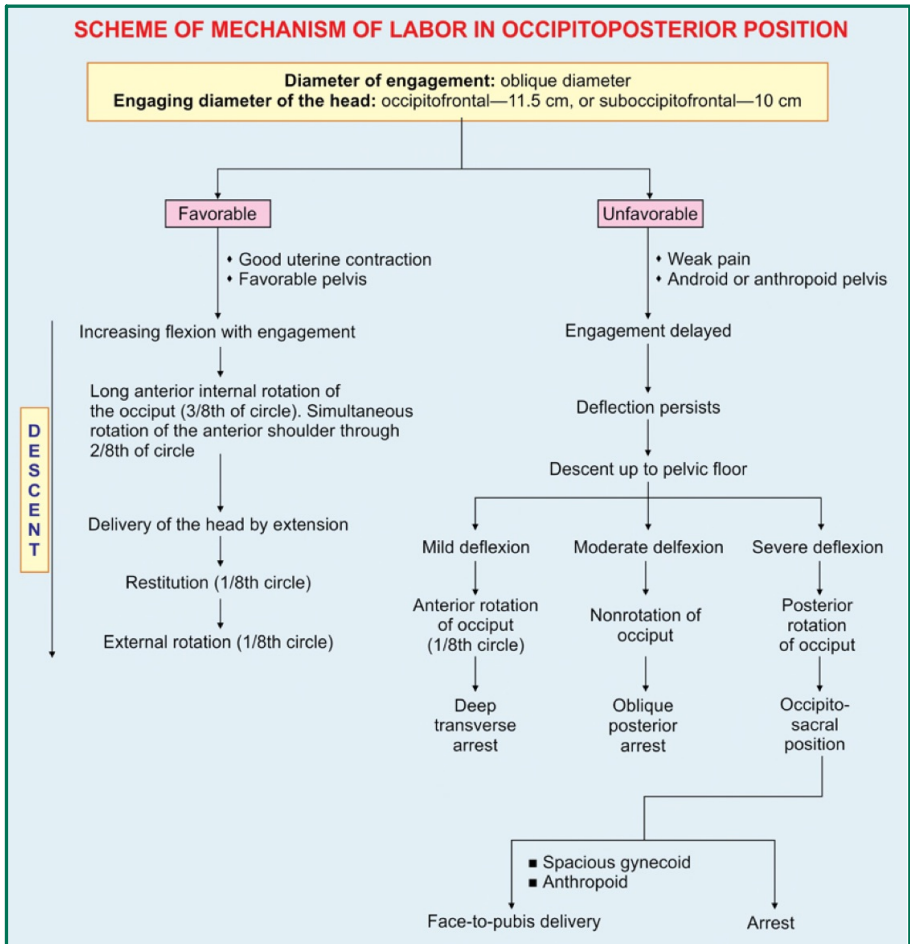 SCHEME OF MECHANISM OF LABOR IN OCCIPITOPOSTERIOR POSITION
Diameter of engagement: oblique diameter
Engaging diameter of the head: occipitofrontal—11.5 cm, or suboccipitofrontal—10 cm
Favorable
♦ Good uterine contraction
♦ Favorable pelvis
DESCENT
Increasing flexion with engagement
Long anterior internal rotation of
the occiput (3/8th of circle). Simultaneous
rotation of the anterior shoulder through
2/8th of circle
Delivery of the head by extension
Restitution (1/8th circle)
External rotation (1/8th circle)
Unfavorable
♦ Weak pain
♦ Android or anthropoid pelvis
Engagement delayed
Deflection persists
Descent up to pelvic floor
Mild deflexion
Anterior rotation
of occiput
(1/8th circle)
Deep
transverse
arrest
Moderate delfexion
Nonrotation of
occiput
Oblique
posterior
arrest
Severe deflexion
Posterior
rotation
of occiput
Occipito-
sacral
position
■ Spacious gynecoid
■ Anthropoid
Face-to-pubis delivery
Arrest